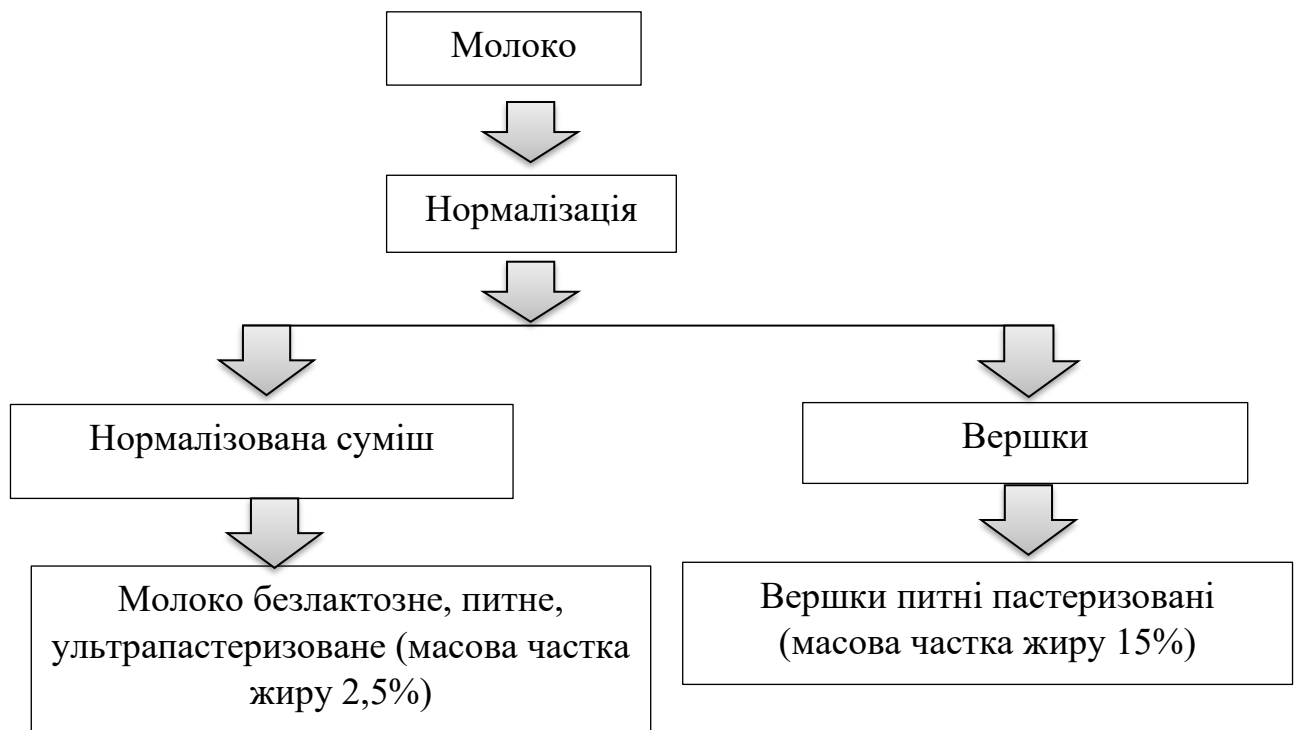 Молоко
Нормалізація
Нормалізована суміш
Вершки
Молоко безлактозне, питне,
ультрапастеризоване (масова частка
жиру 2,5%)
Вершки питні пастеризовані
(масова частка жиру 15%)